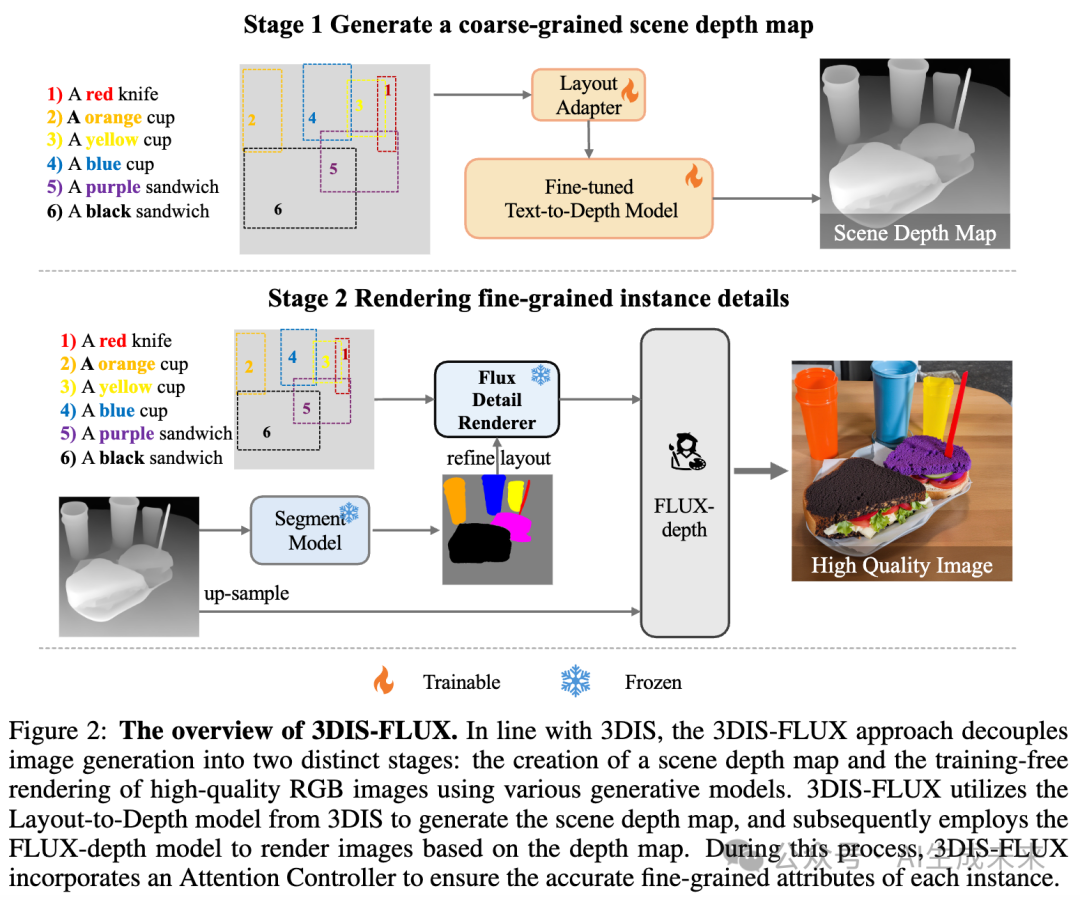 Stage 1 Generate a coarse-grained scene depth map
1) A red knife
2) A orange cup
3) A yellow cup
4) A blue cup
5) A purple sandwich
6) A black sandwich
2
4
3
1
5
6
Layout
Adapter
Fine-tuned
Text-to-Depth Model
Scene Depth Map
Stage 2 Rendering fine-grained instance details
1) A red knife
2) A orange cup
3) A yellow cup
4) A blue cup
5) A purple sandwich
6) A black sandwich
2
4
3
1
5
6
Flux
Detail
Renderer
refine layout
Segment
Model
up-sample
FLUX-
depth
High Quality Image
Trainable
Frozen
Figure 2: The overview of 3DIS-FLUX. In line with 3DIS, the 3DIS-FLUX approach decouples
image generation into two distinct stages: the creation of a scene depth map and the training-free
rendering of high-quality RGB images using various generative models. 3DIS-FLUX utilizes the
Layout-to-Depth model from 3DIS to generate the scene depth map, and subsequently employs the
FLUX-depth model to render images based on the depth map. During this process, 3DIS-FLUX
incorporates an Attention Controller to ensure the accurate fine-grained attributes of each instance.
公众号 · AI生成未来